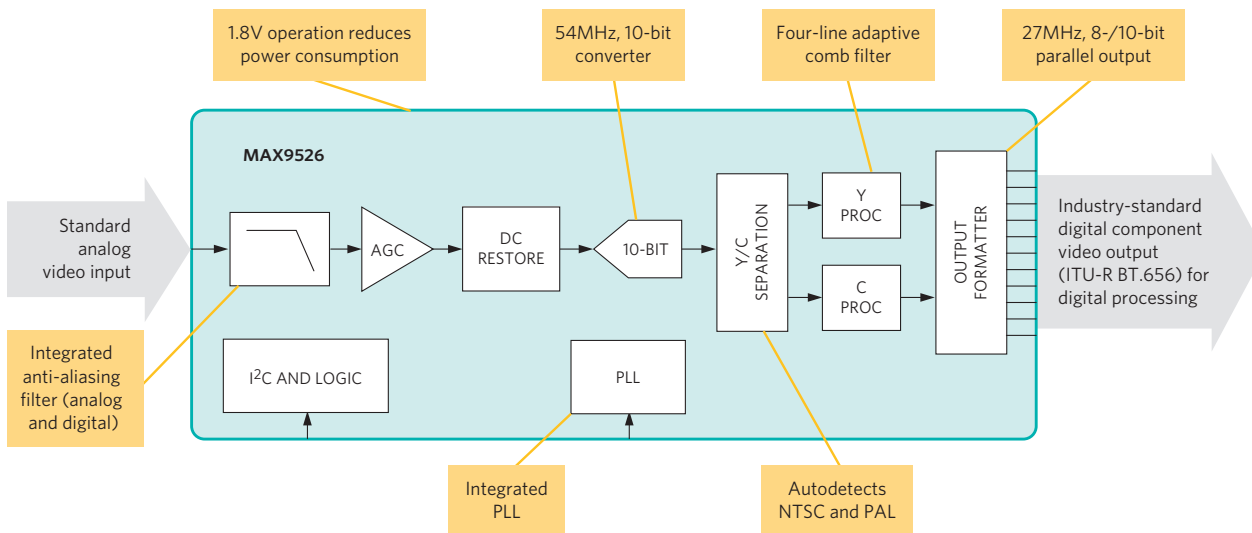 1.8V operation reduces
power consumption
54MHz, 10-bit
converter
Four-line adaptive
comb filter
27MHz, 8-/10-bit
parallel output
MAX9526
Standard
analog
video input
AGC
DC
RESTORE
10-BIT
Y/C
SEPARATION
Y
PROC
C
PROC
OUTPUT
FORMATTER
Industry-standard
digital component
video output
(ITU-R BT.656) for
digital processing
Integrated
anti-aliasing
filter (analog
and digital)
I²C AND LOGIC
PLL
Integrated
PLL
Autodetects
NTSC and PAL